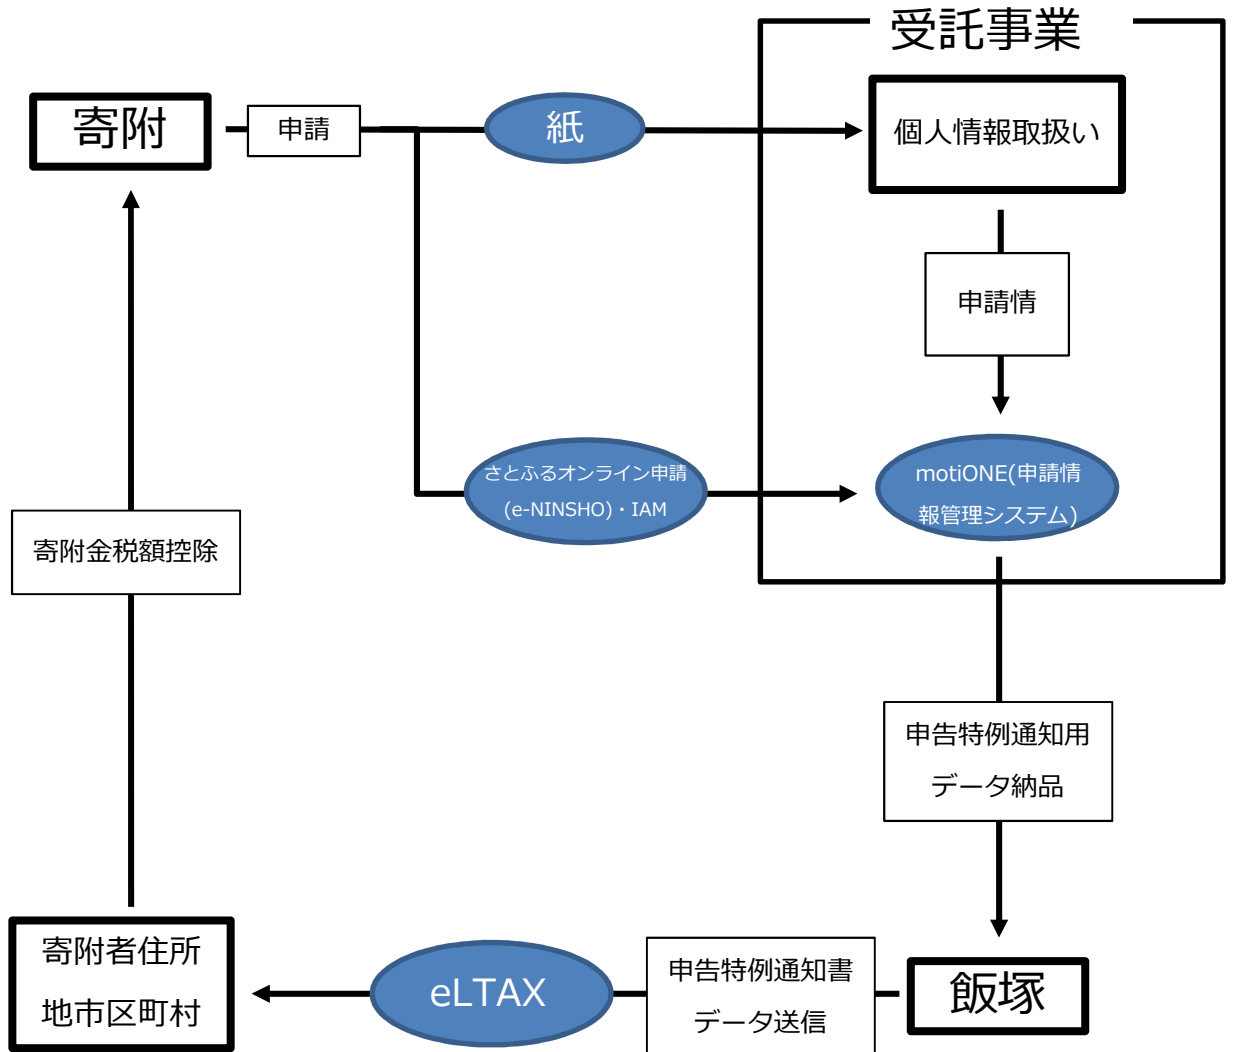 受託事業
寄附
申請
紙
個人情報取扱い
申請情
さとふるオンライン申請
(e-NINSHO)・IAM
motiONE(申請情
報管理システム)
寄附金税額控除
申告特例通知用
データ納品
寄附者住所
地市区町村
eLTAX
申告特例通知書
データ送信
飯塚